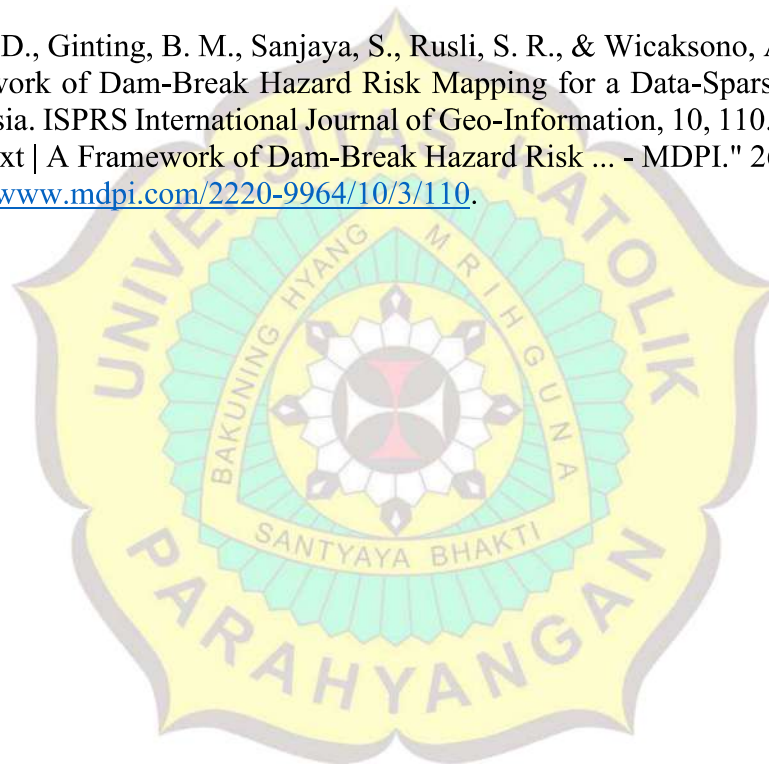 D., Ginting, B. M., Sanjaya, S., Rusli, S. R., & Wicaksono, A
work of Dam-Break Hazard Risk Mapping for a Data-Spars
sia. ISPRS International Journal of Geo-Information, 10, 110.
ext | A Framework of Dam-Break Hazard Risk ... - MDPI." 26
www.mdpi.com/2220-9964/10/3/110.
UNIVERSITAS KATOLIK
BAKUNING HYANG MRIHGUNA
SANTYAYA BHAKTI
PARAHYANGAN